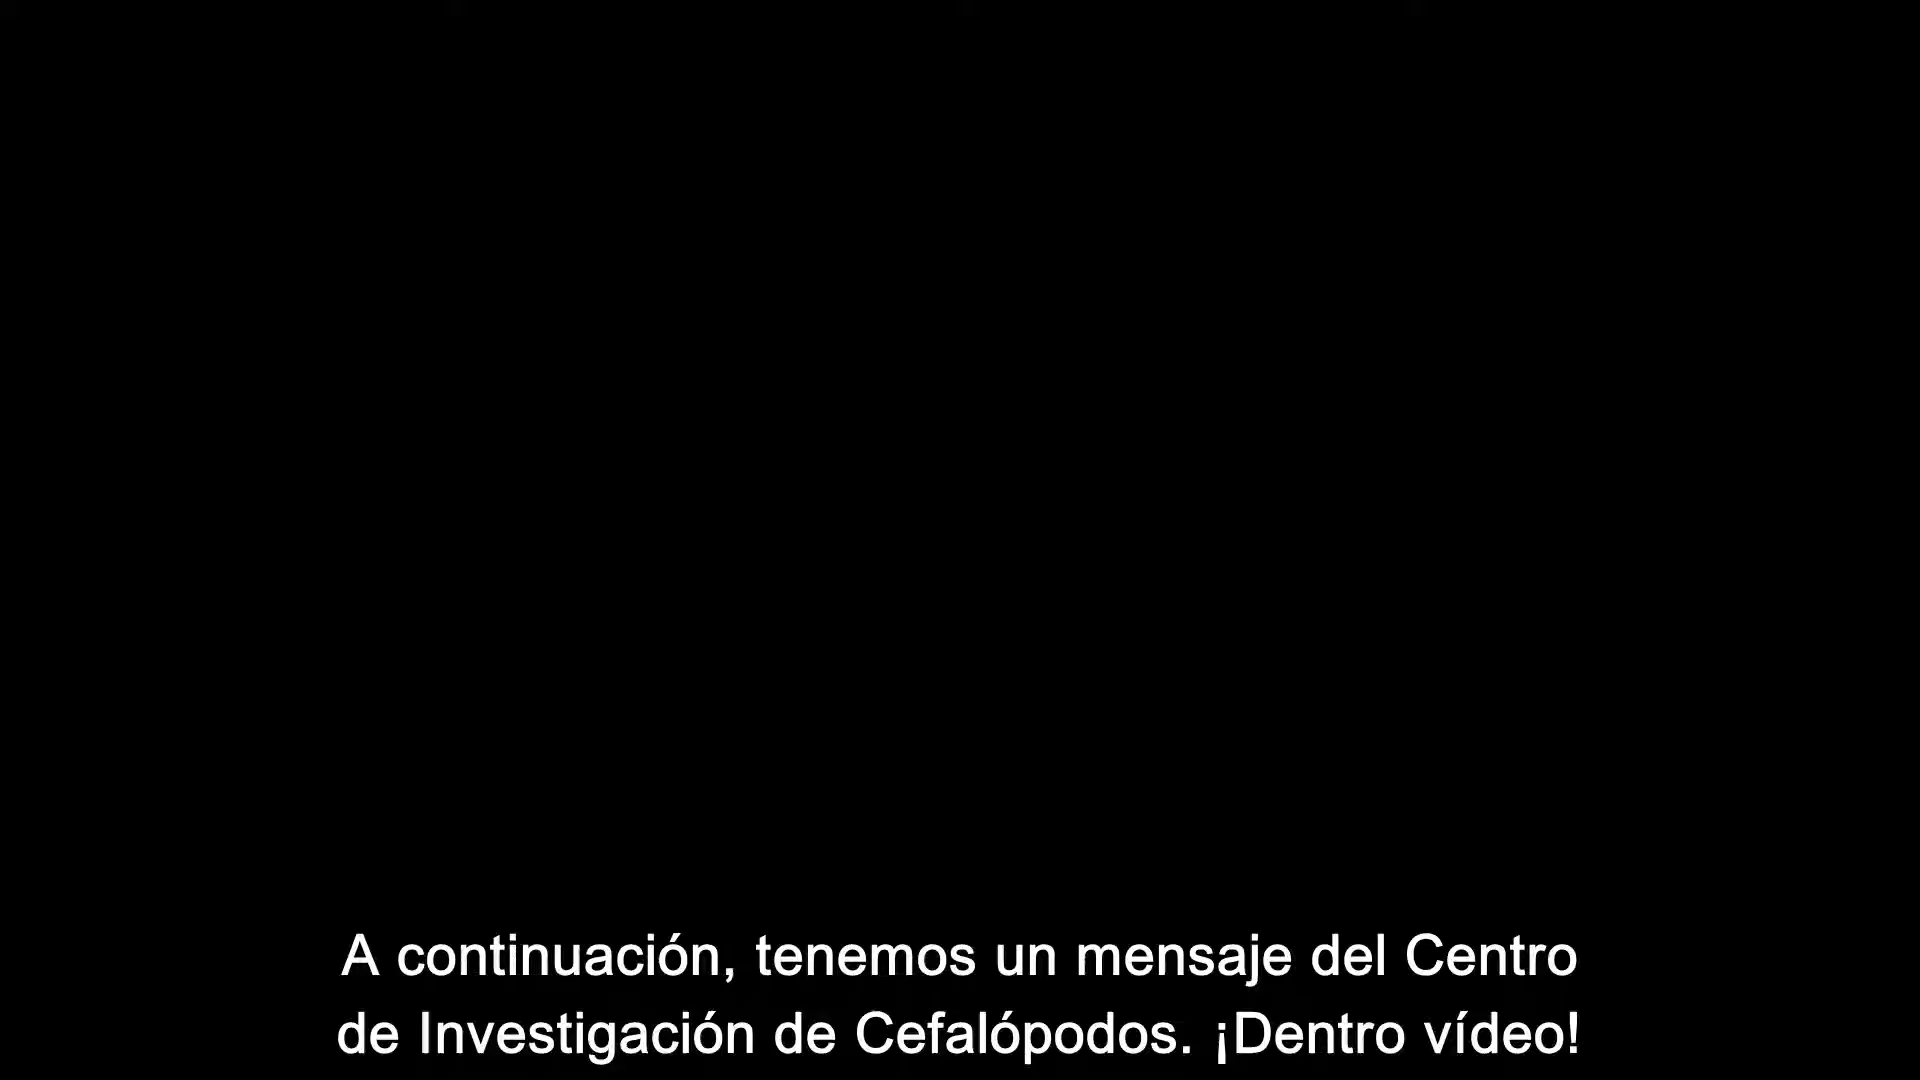 A continuación, tenemos un mensaje del Centro
de Investigación de Cefalópodos. ¡Dentro vídeo!